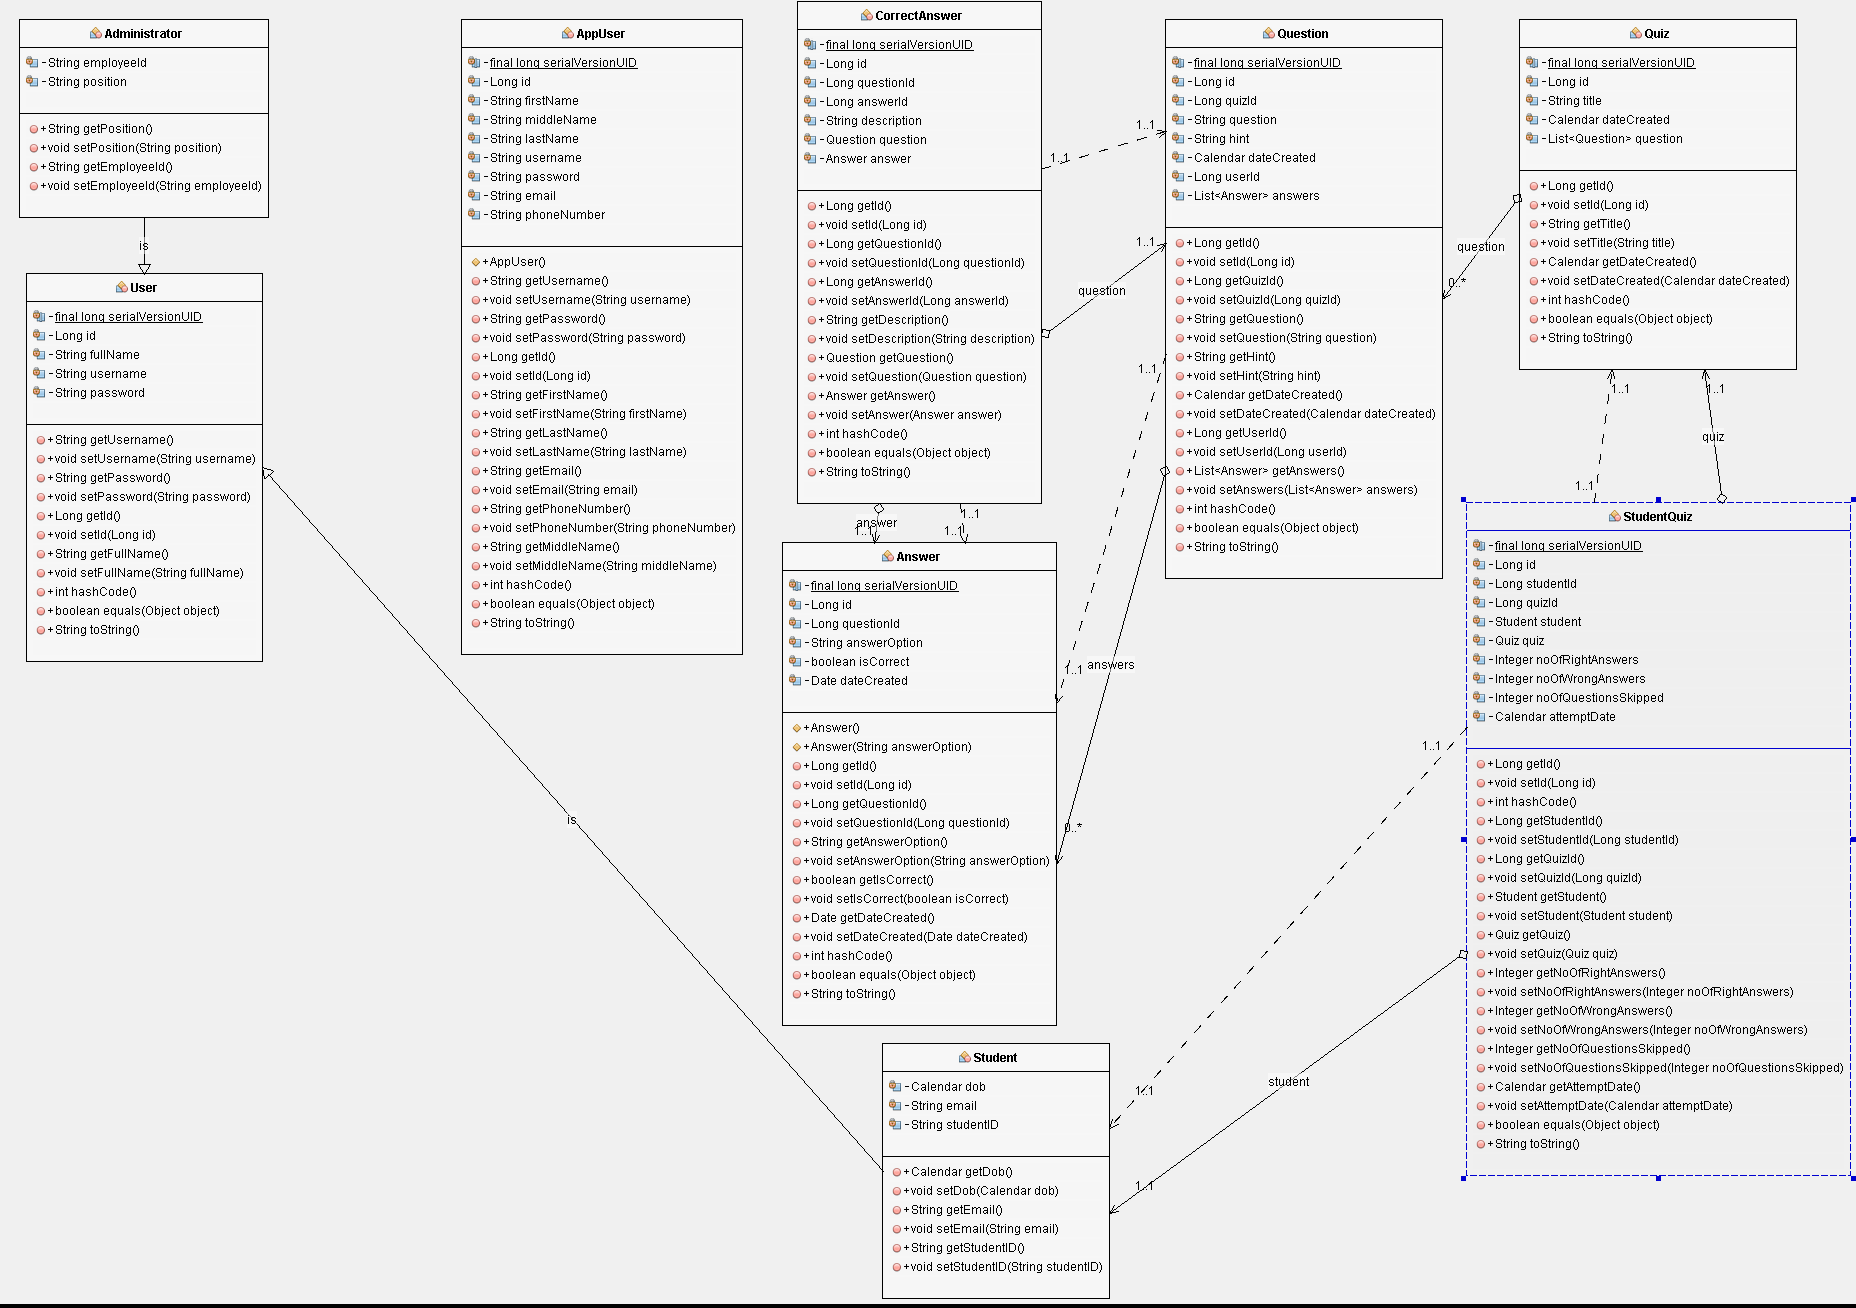 Administrator
-String employeeId
-String position
+String getPosition()
+void setPosition(String position)
+String getEmployeeId()
+void setEmployeeId(String employeeId)
is
User
-final long serialVersionUID
-Long id
-String fullName
-String username
-String password
+String getUsername()
+void setUsername(String username)
+String getPassword()
+void setPassword(String password)
+Long getId()
+void setId(Long id)
+String getFullName()
+void setFullName(String fullName)
+int hashCode()
+boolean equals(Object object)
+String toString()
is
AppUser
-final long serialVersionUID
-Long id
-String firstName
-String middleName
-String lastName
-String username
-String password
-String email
-String phoneNumber
+AppUser()
+String getUsername()
+void setUsername(String username)
+String getPassword()
+void setPassword(String password)
+Long getId()
+void setId(Long id)
+String getFirstName()
+void setFirstName(String firstName)
+String getLastName()
+void setLastName(String lastName)
+String getEmail()
+void setEmail(String email)
+String getPhoneNumber()
+void setPhoneNumber(String phoneNumber)
+String getMiddleName()
+void setMiddleName(String middleName)
+int hashCode()
+boolean equals(Object object)
+String toString()
CorrectAnswer
-final long serialVersionUID
-Long id
-Long questionId
-Long answerId
-String description
-Question question
-Answer answer
+Long getId()
+void setId(Long id)
+Long getQuestionId()
+void setQuestionId(Long questionId)
+Long getAnswerId()
+void setAnswerId(Long answerId)
+String getDescription()
+void setDescription(String description)
+Question getQuestion()
+void setQuestion(Question question)
+Answer getAnswer()
+void setAnswer(Answer answer)
+int hashCode()
+boolean equals(Object object)
+String toString()
1..1
1..1
1..1
question
answer
1..1
1..1
1..1
Answer
-final long serialVersionUID
-Long id
-Long questionId
-String answerOption
-boolean isCorrect
-Date dateCreated
+Answer()
+Answer(String answerOption)
+Long getId()
+void setId(Long id)
+Long getQuestionId()
+void setQuestionId(Long questionId)
+String getAnswerOption()
+void setAnswerOption(String answerOption)
+boolean getIsCorrect()
+void setIsCorrect(boolean isCorrect)
+Date getDateCreated()
+void setDateCreated(Date dateCreated)
+int hashCode()
+boolean equals(Object object)
+String toString()
1..1
1..1
answers
0..*
Question
-final long serialVersionUID
-Long id
-Long quizId
-String question
-String hint
-Calendar dateCreated
-Long userId
-List<Answer> answers
+Long getId()
+void setId(Long id)
+Long getQuizId()
+void setQuizId(Long quizId)
+String getQuestion()
+void setQuestion(String question)
+String getHint()
+void setHint(String hint)
+Calendar getDateCreated()
+void setDateCreated(Calendar dateCreated)
+Long getUserId()
+void setUserId(Long userId)
+List<Answer> getAnswers()
+void setAnswers(List<Answer> answers)
+int hashCode()
+boolean equals(Object object)
+String toString()
question
0..*
Quiz
-final long serialVersionUID
-Long id
-String title
-Calendar dateCreated
-List<Question> question
+Long getId()
+void setId(Long id)
+String getTitle()
+void setTitle(String title)
+Calendar getDateCreated()
+void setDateCreated(Calendar dateCreated)
+int hashCode()
+boolean equals(Object object)
+String toString()
1..1
1..1
quiz
1..1
StudentQuiz
-final long serialVersionUID
-Long id
-Long studentId
-Long quizId
-Student student
-Quiz quiz
-Integer noOfRightAnswers
-Integer noOfWrongAnswers
-Integer noOfQuestionsSkipped
-Calendar attemptDate
+Long getId()
+void setId(Long id)
+int hashCode()
+Long getStudentId()
+void setStudentId(Long studentId)
+Long getQuizId()
+void setQuizId(Long quizId)
+Student getStudent()
+void setStudent(Student student)
+Quiz getQuiz()
+void setQuiz(Quiz quiz)
+Integer getNoOfRightAnswers()
+void setNoOfRightAnswers(Integer noOfRightAnswers)
+Integer getNoOfWrongAnswers()
+void setNoOfWrongAnswers(Integer noOfWrongAnswers)
+Integer getNoOfQuestionsSkipped()
+void setNoOfQuestionsSkipped(Integer noOfQuestionsSkipped)
+Calendar getAttemptDate()
+void setAttemptDate(Calendar attemptDate)
+boolean equals(Object object)
+String toString()
1..1
1..1
student
1..1
Student
-Calendar dob
-String email
-String studentID
+Calendar getDob()
+void setDob(Calendar dob)
+String getEmail()
+void setEmail(String email)
+String getStudentID()
+void setStudentID(String studentID)